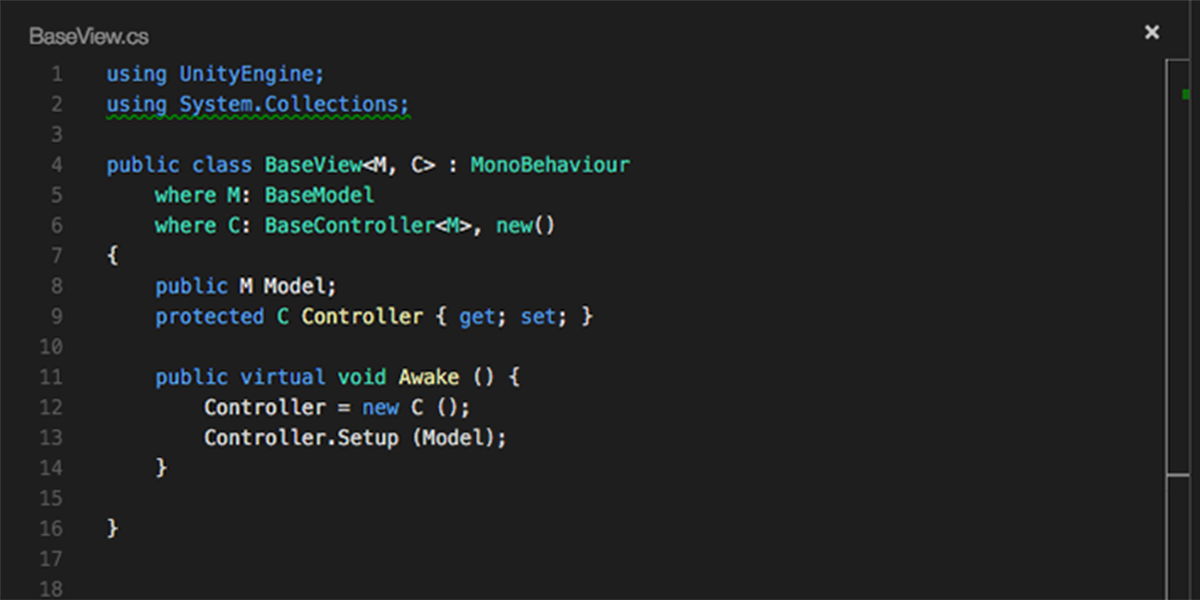 BaseView.cs
×
1 using UnityEngine;
2 using System.Collections;
3
4 public class BaseView<M, C> : MonoBehaviour
5     where M: BaseModel
6     where C: BaseController<M>, new()
7 {
8     public M Model;
9     protected C Controller { get; set; }
10
11     public virtual void Awake () {
12         Controller = new C ();
13         Controller.Setup (Model);
14     }
15
16 }
17
18